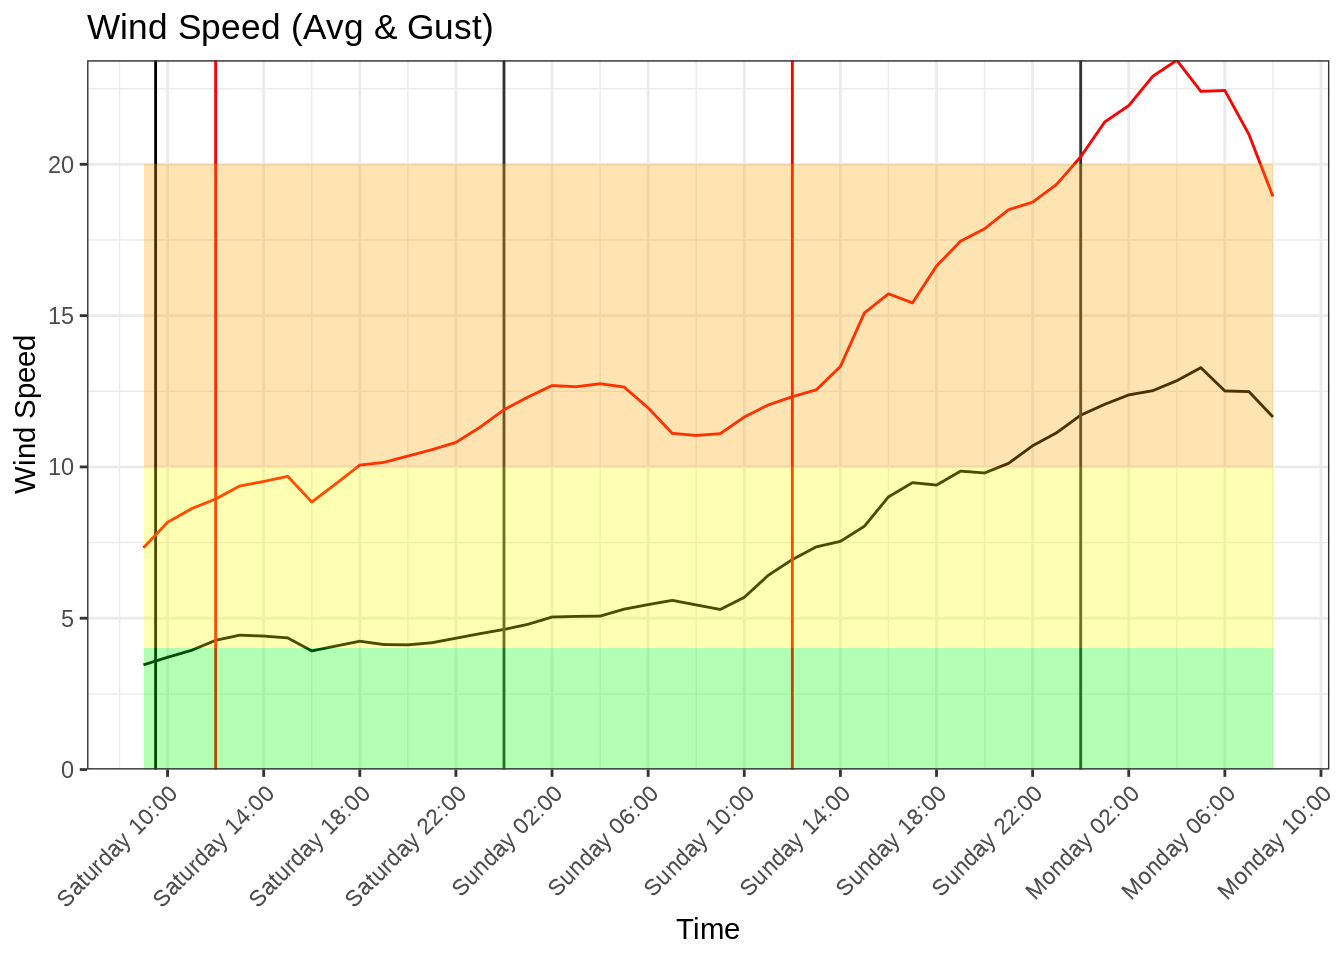 Wind Speed (Avg & Gust)
Wind Speed
20
15
10
5
0
Saturday 10:00
Saturday 14:00
Saturday 18:00
Saturday 22:00
Sunday 02:00
Sunday 06:00
Sunday 10:00
Sunday 14:00
Sunday 18:00
Sunday 22:00
Monday 02:00
Monday 06:00
Monday 10:00
Time